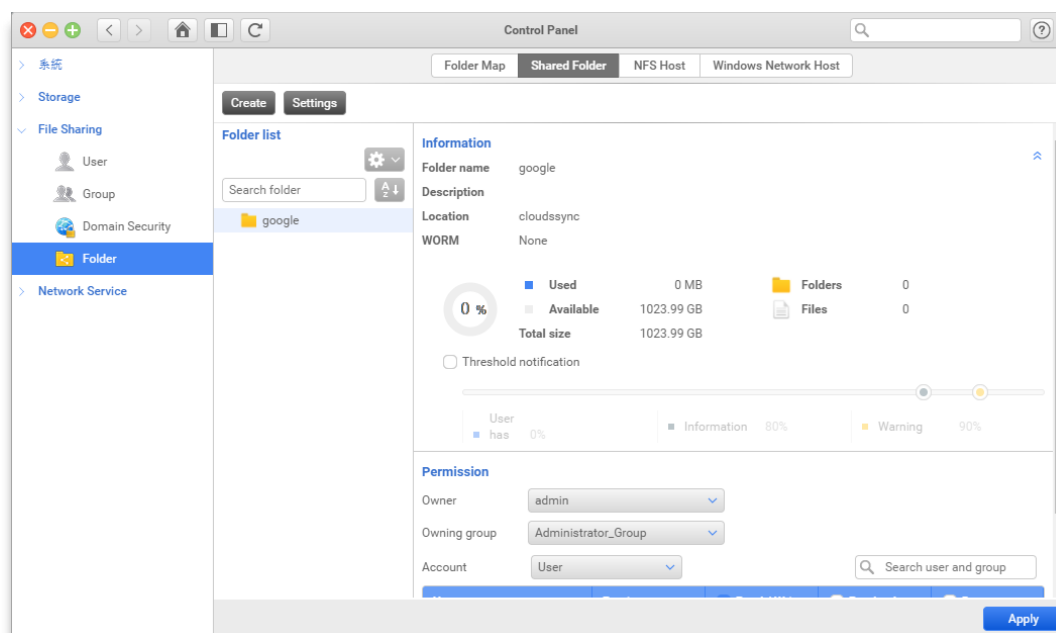 Control Panel
?
系統
Storage
File Sharing
User
Group
Domain Security
Folder
Network Service
Folder Map Shared Folder NFS Host Windows Network Host
Create Settings
Folder list
Search folder
A
Z
google
Information
Folder name google
Description
Location cloudssync
WORM None
0 %
Used 0 MB
Available 1023.99 GB
Total size 1023.99 GB
Folders 0
Files 0
Threshold notification
User
has 0%
Information 80%
Warning 90%
Permission
Owner admin
Owning group Administrator_Group
Account User
Search user and group
Apply